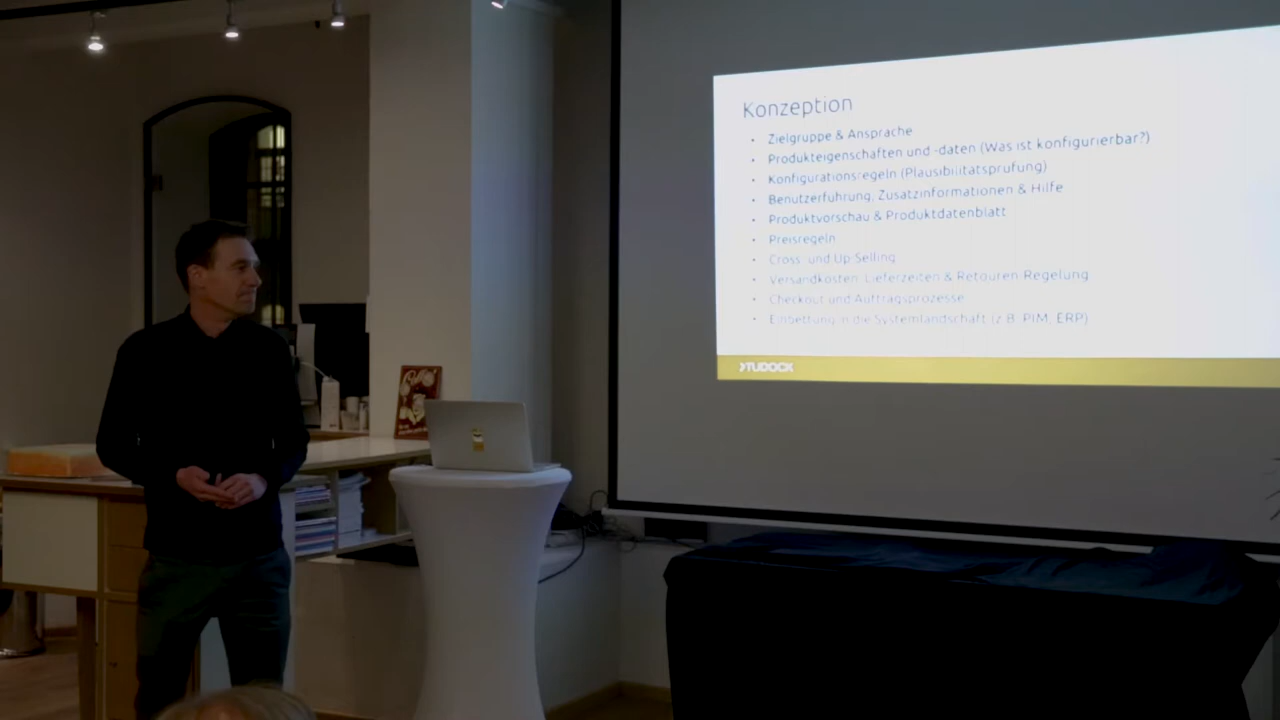 Konzeption
• Zielgruppe & Ansprache
• Produkteigenschaften und -daten (Was ist konfigurierbar?)
• Konfigurationsregeln (Plausibilitätsprüfung)
• Benutzerführung, Zusatzinformationen & Hilfe
• Produktvorschau & Produktdatenblatt
• Preisregeln
• Cross- und Up-Selling
• Versandkosten, Lieferzeiten & Retouren-Regelung
• Checkout und Auftragsprozesse
• Einbettung in die Systemlandschaft (z.B. PIM, ERP)
TUDOCK